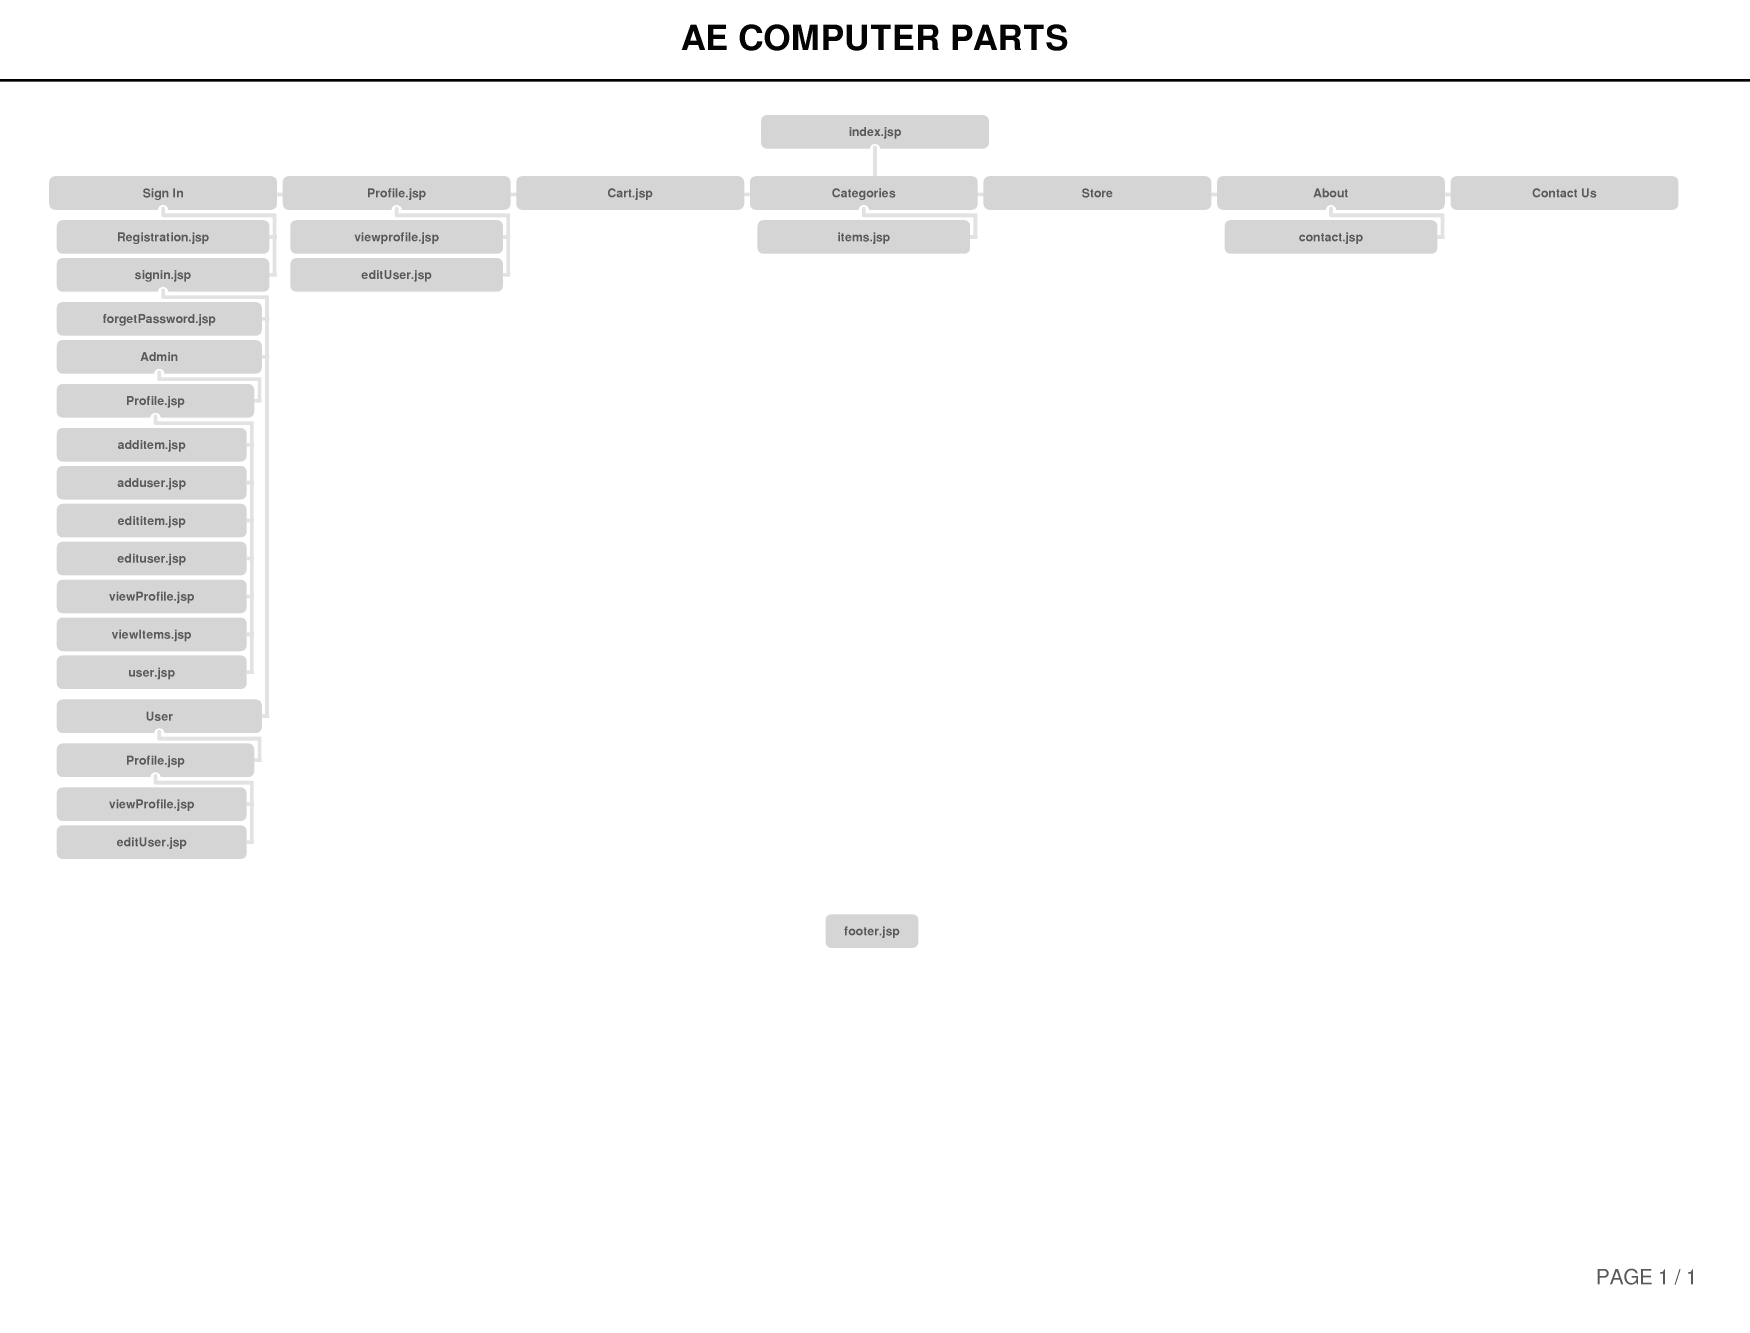 AE COMPUTER PARTS
index.jsp
Sign In
Profile.jsp
Cart.jsp
Categories
Store
About
Contact Us
Registration.jsp
viewprofile.jsp
items.jsp
contact.jsp
signin.jsp
editUser.jsp
forgetPassword.jsp
Admin
Profile.jsp
additem.jsp
adduser.jsp
edititem.jsp
edituser.jsp
viewProfile.jsp
viewItems.jsp
user.jsp
User
Profile.jsp
viewProfile.jsp
editUser.jsp
footer.jsp
PAGE 1 / 1